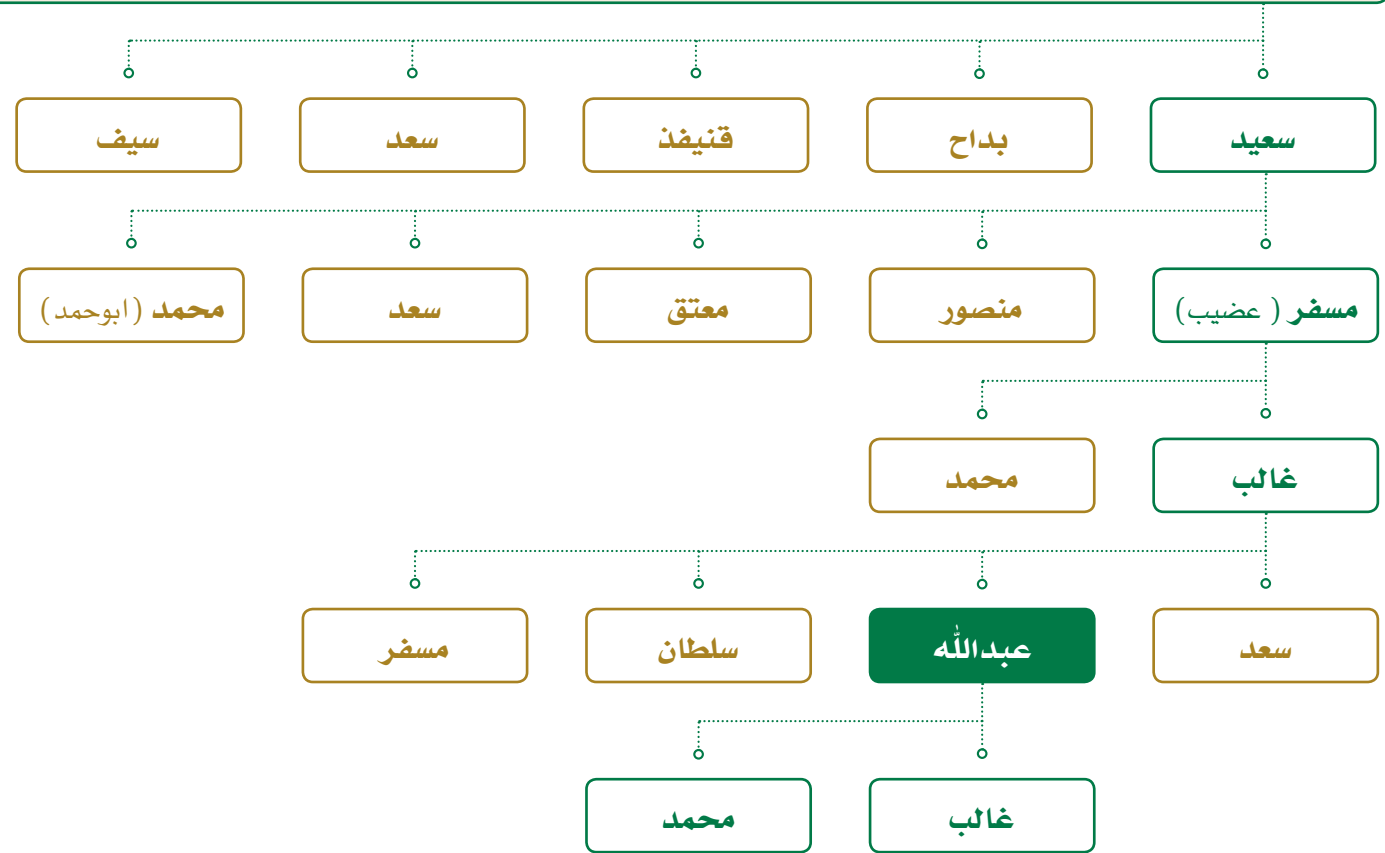 سعيد
بداح
قنيفذ
سعد
سيف
مسفر ( عضيب)
منصور
معتق
سعد
محمد (ابوحمد)
غالب
محمد
سعد
عبدالله
سلطان
مسفر
غالب
محمد